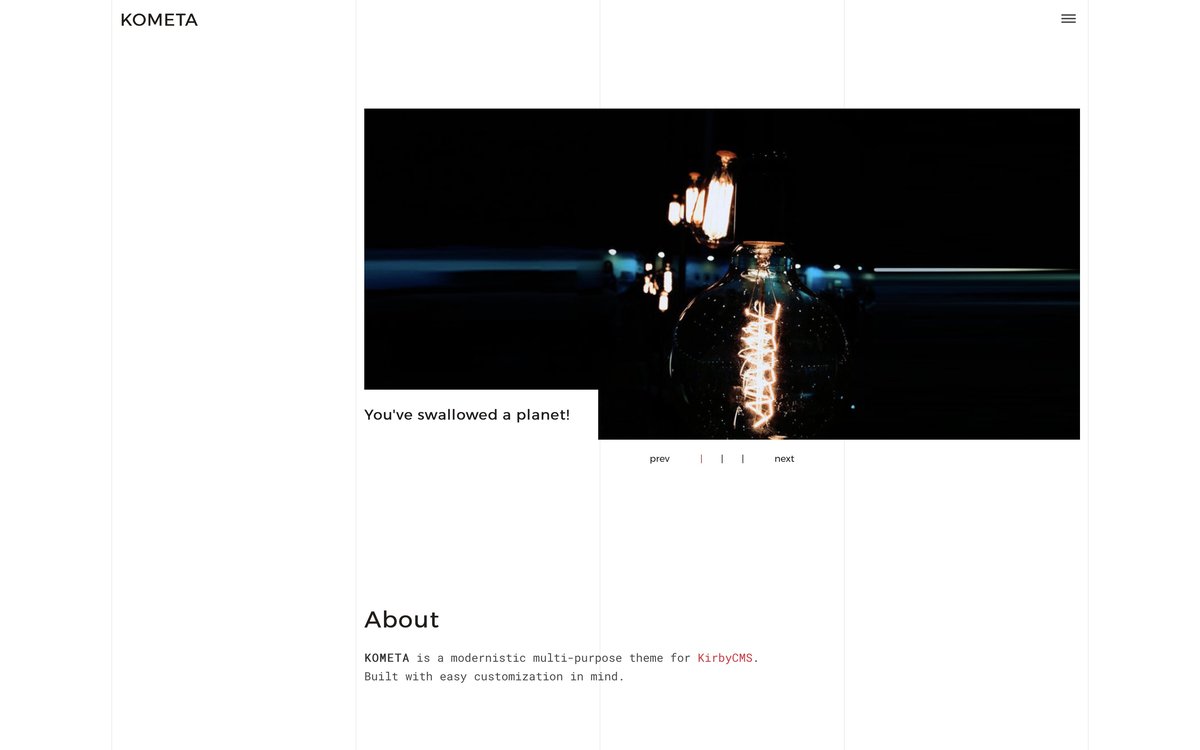 KOMETA
You've swallowed a planet!
prev | | | next
About
KOMETA is a modernistic multi-purpose theme for KirbyCMS.
Built with easy customization in mind.